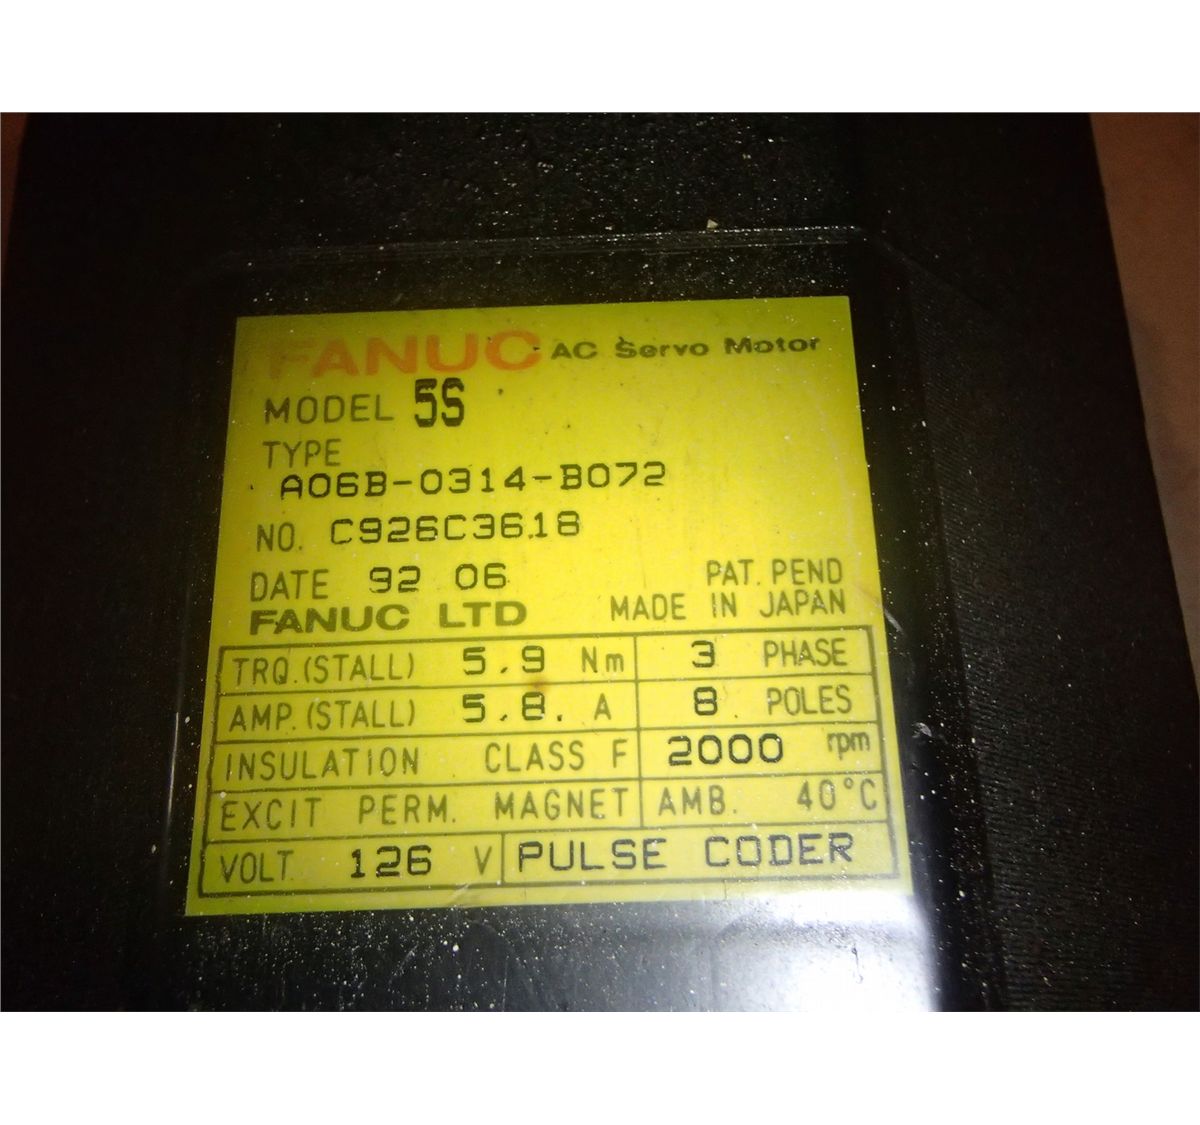 FANUC AC Servo Motor
MODEL 5S
TYPE
A06B-0314-B072
NO. C926C3618
DATE 92 06 PAT. PEND
FANUC LTD MADE IN JAPAN
TRQ.(STALL) 5.9 Nm 3 PHASE
AMP.(STALL) 5.8. A 8 POLES
INSULATION CLASS F 2000 rpm
EXCIT PERM. MAGNET AMB. 40°C
VOLT. 126 V PULSE CODER